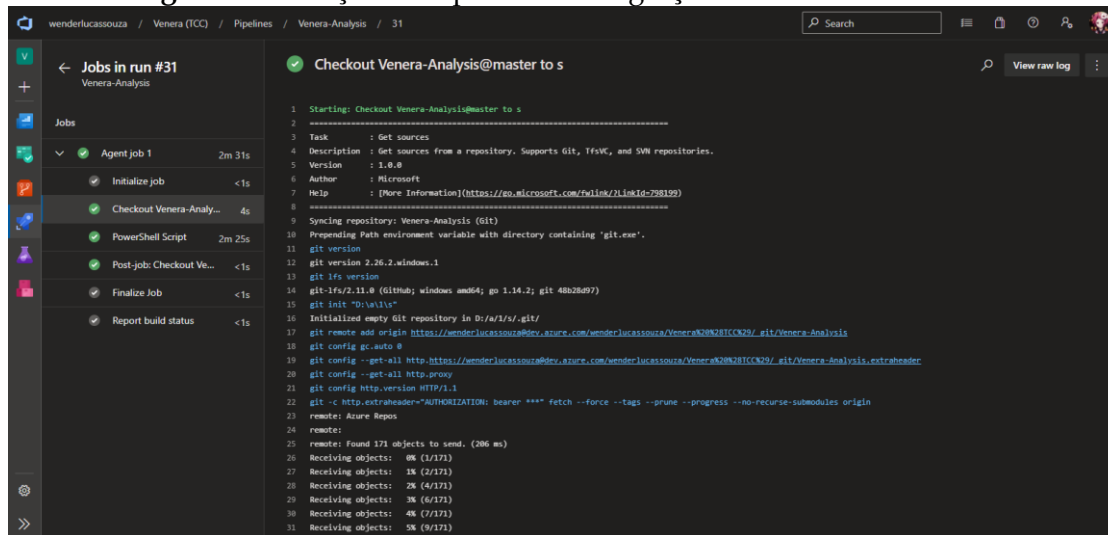 wenderlucassouza / Venera (TCC) / Pipelines / Venera-Analysis / 31
Search
V
Jobs in run #31
Venera-Analysis
Jobs
Agent job 1 2m 31s
Initialize job <1s
Checkout Venera-Analy... 4s
PowerShell Script 2m 25s
Post-job: Checkout Ve... <1s
Finalize Job <1s
Report build status <1s
Checkout Venera-Analysis@master to s
View raw log
1 Starting: Checkout Venera-Analysis@master to s
2 ==============================================================================
3 Task : Get sources
4 Description : Get sources from a repository. Supports Git, TfsVC, and SVN repositories.
5 Version : 1.0.0
6 Author : Microsoft
7 Help : [More Information](https://go.microsoft.com/fwlink/?LinkId=798199)
8 ==============================================================================
9 Syncing repository: Venera-Analysis (Git)
10 Prepending Path environment variable with directory containing 'git.exe'.
11 git version
12 git version 2.26.2.windows.1
13 git lfs version
14 git-lfs/2.11.0 (GitHub; windows amd64; go 1.14.2; git 48b28d97)
15 git init "D:\a\1\s"
16 Initialized empty Git repository in D:/a/1/s/.git/
17 git remote add origin https://wenderlucassouza@dev.azure.com/wenderlucassouza/Venera%20%28TCC%29/_git/Venera-Analysis
18 git config gc.auto 0
19 git config --get-all http.https://wenderlucassouza@dev.azure.com/wenderlucassouza/Venera%20%28TCC%29/_git/Venera-Analysis.extraheader
20 git config --get-all http.proxy
21 git config http.version HTTP/1.1
22 git -c http.extraheader="AUTHORIZATION: bearer ***" fetch --force --tags --prune --progress --no-recurse-submodules origin
23 remote: Azure Repos
24 remote:
25 remote: Found 171 objects to send. (206 ms)
26 Receiving objects: 0% (1/171)
27 Receiving objects: 1% (2/171)
28 Receiving objects: 2% (4/171)
29 Receiving objects: 3% (6/171)
30 Receiving objects: 4% (7/171)
31 Receiving objects: 5% (9/171)